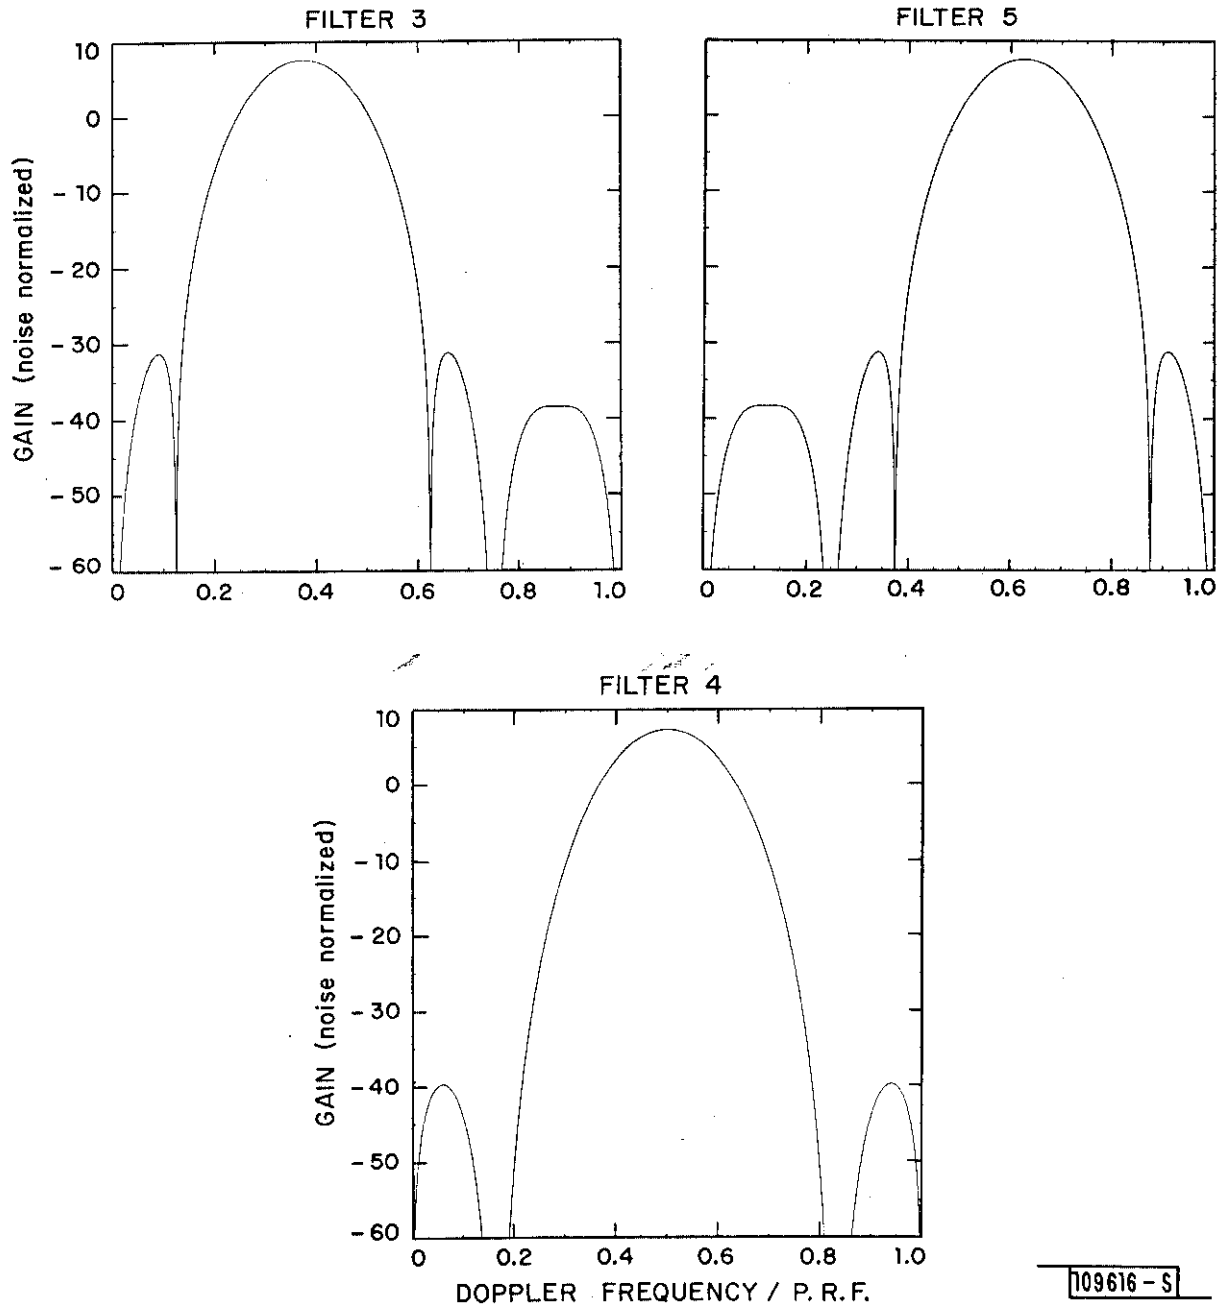 FILTER 3
FILTER 5
GAIN (noise normalized)
10
0
-10
-20
-30
-40
-50
-60
0 0.2 0.4 0.6 0.8 1.0
0 0.2 0.4 0.6 0.8 1.0
FILTER 4
GAIN (noise normalized)
10
0
-10
-20
-30
-40
-50
-60
0 0.2 0.4 0.6 0.8 1.0
DOPPLER FREQUENCY / P.R.F.
109616-S